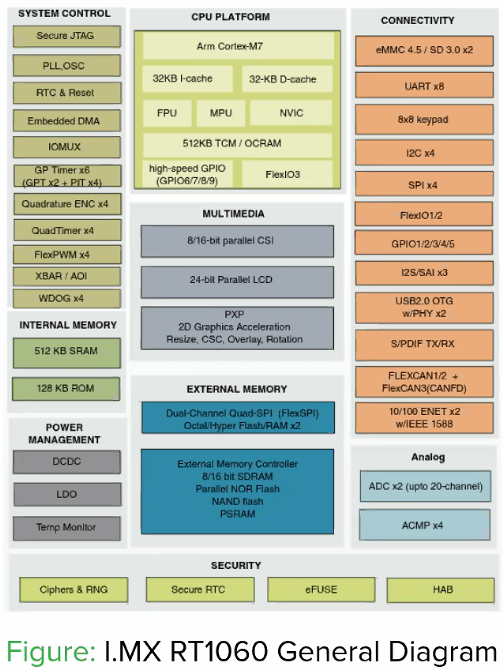 SYSTEM CONTROL
Secure JTAG
PLL,OSC
RTC & Reset
Embedded DMA
IOMUX
GP Timer x6
(GPT x2 + PIT x4)
Quadrature ENC x4
QuadTimer x4
FlexPWM x4
XBAR / AOI
WDOG x4
INTERNAL MEMORY
512 KB SRAM
128 KB ROM
POWER
MANAGEMENT
DCDC
LDO
Temp Monitor
CPU PLATFORM
Arm Cortex-M7
32KB I-cache
32-KB D-cache
FPU
MPU
NVIC
512KB TCM / OCRAM
high-speed GPIO
(GPIO6/7/8/9)
FlexIO3
MULTIMEDIA
8/16-bit parallel CSI
24-bit Parallel LCD
PXP
2D Graphics Acceleration
Resize, CSC, Overlay, Rotation
EXTERNAL MEMORY
Dual-Channel Quad-SPI (FlexSPI)
Octal/Hyper Flash/RAM x2
External Memory Controller
8/16 bit SDRAM
Parallel NOR Flash
NAND flash
PSRAM
CONNECTIVITY
eMMC 4.5 / SD 3.0 x2
UART x8
8x8 keypad
I2C x4
SPI x4
FlexIO1/2
GPIO1/2/3/4/5
I2S/SAI x3
USB2.0 OTG
w/PHY x2
S/PDIF TX/RX
FLEXCAN1/2 +
FlexCAN3(CANFD)
10/100 ENET x2
w/IEEE 1588
Analog
ADC x2 (upto 20-channel)
ACMP x4
SECURITY
Ciphers & RNG
Secure RTC
eFUSE
HAB
Figure: I.MX RT1060 General Diagram